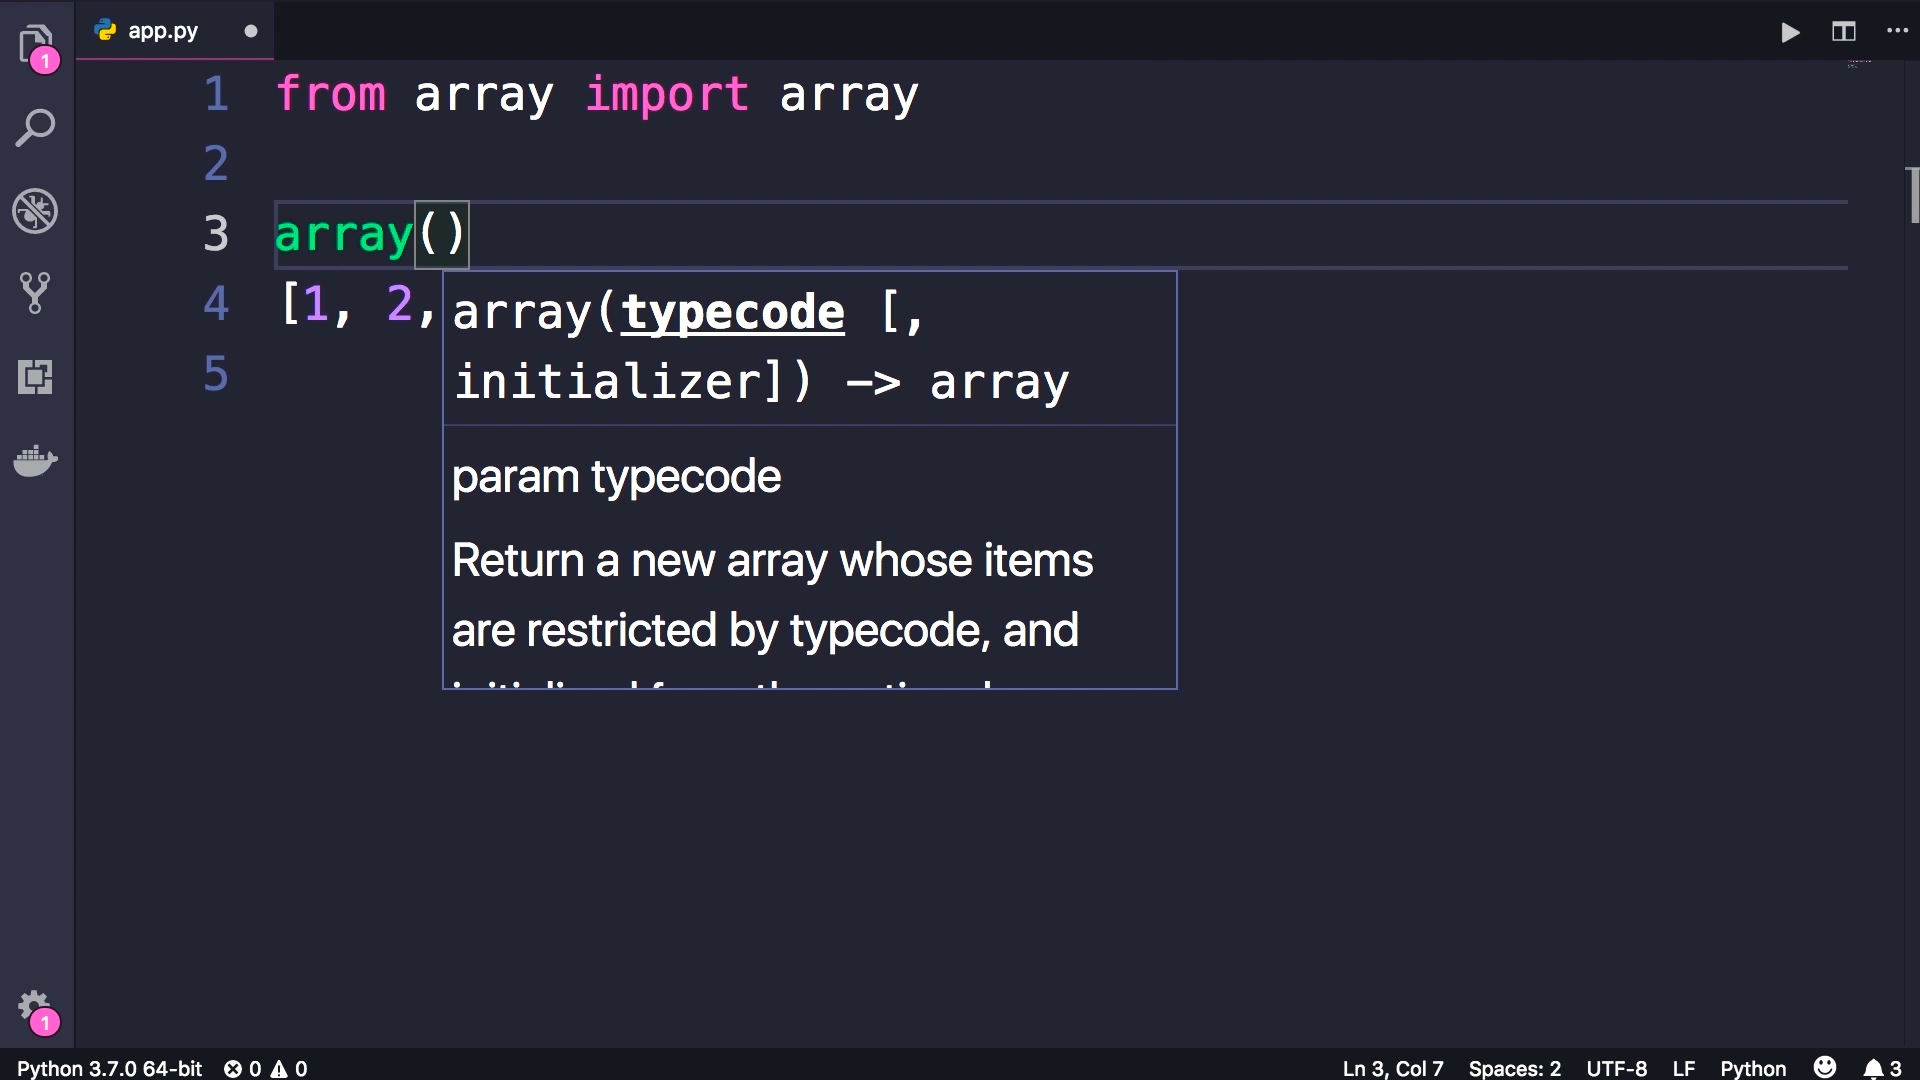 app.py
1 from array import array
2
3 array()
4 [1, 2,
5
array(typecode [,
initializer]) -> array
param typecode
Return a new array whose items
are restricted by typecode, and
1
1
Python 3.7.0 64-bit 0 0 Ln 3, Col 7 Spaces: 2 UTF-8 LF Python 3